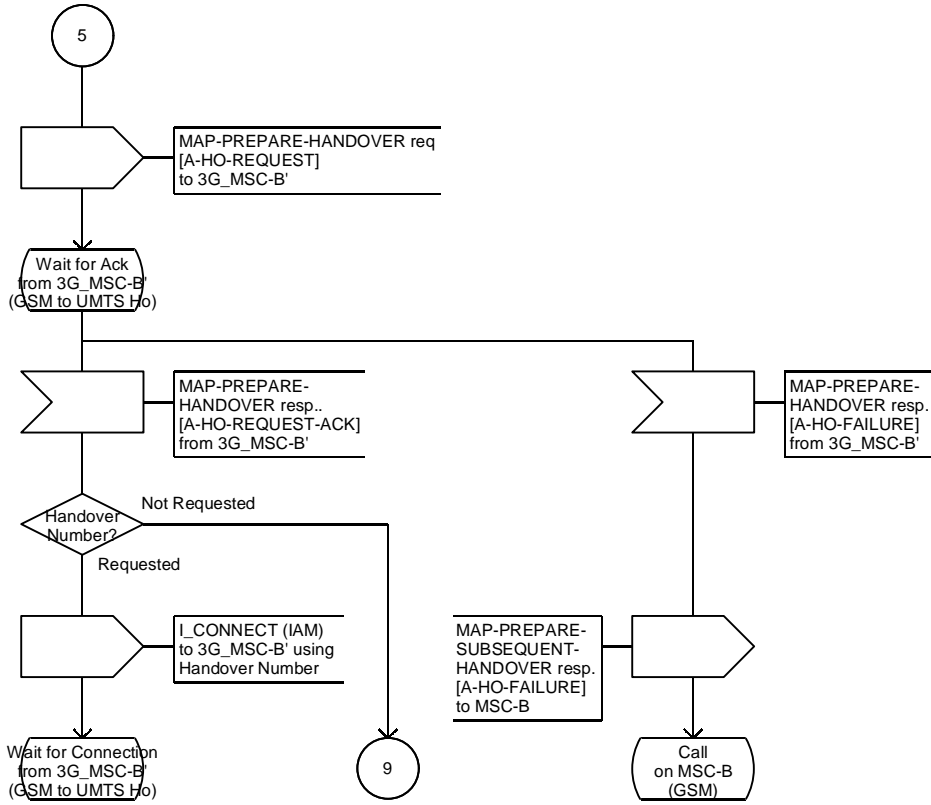 5
MAP-PREPARE-HANDOVER req
[A-HO-REQUEST]
to 3G_MSC-B'
Wait for Ack
from 3G_MSC-B'
(GSM to UMTS Ho)
MAP-PREPARE-
HANDOVER resp..
[A-HO-REQUEST-ACK]
from 3G_MSC-B'
MAP-PREPARE-
HANDOVER resp.
[A-HO-FAILURE]
from 3G_MSC-B'
Handover
Number?
Not Requested
Requested
I_CONNECT (IAM)
to 3G_MSC-B' using
Handover Number
MAP-PREPARE-
SUBSEQUENT-
HANDOVER resp.
[A-HO-FAILURE]
to MSC-B
Wait for Connection
from 3G_MSC-B'
(GSM to UMTS Ho)
9
Call
on MSC-B
(GSM)